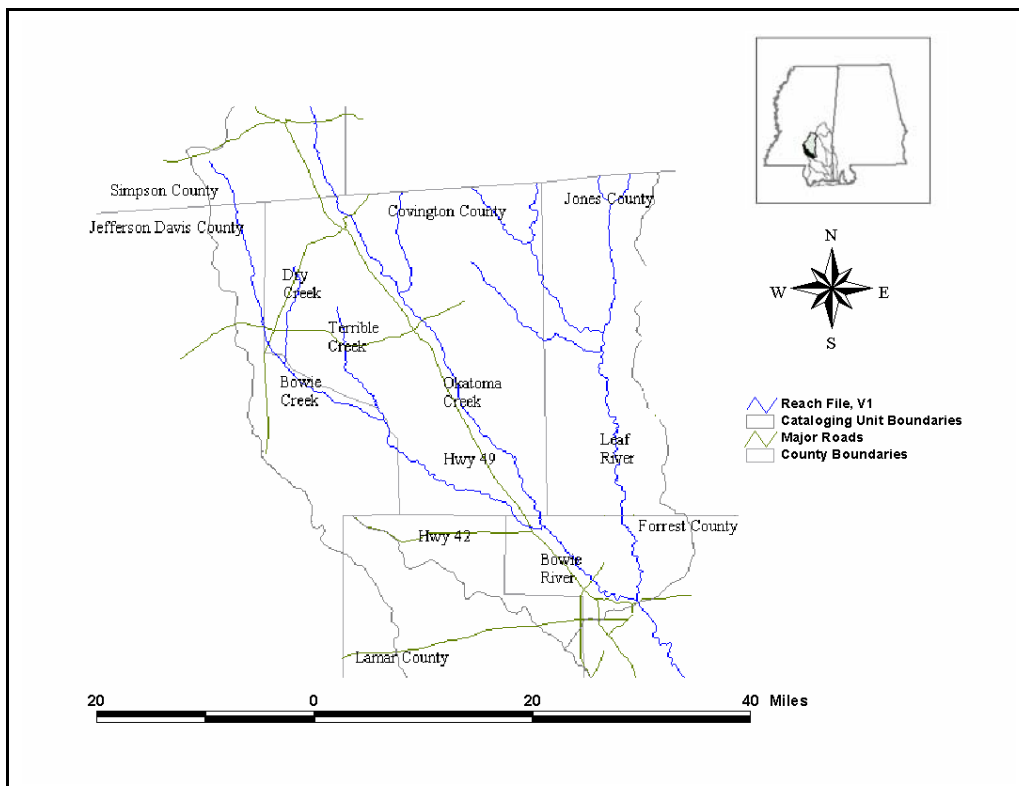 Simpson County
Jefferson Davis County
Covington County
Jones County
N
W
E
S
Dry
Creek
Terrible
Creek
Bowie
Creek
Okatoma
Creek
Hwy 49
Leaf
River
Reach File, V1
Cataloging Unit Boundaries
Major Roads
County Boundaries
Forrest County
Hwy 42
Bowie
River
Lamar County
20 0 20 40 Miles